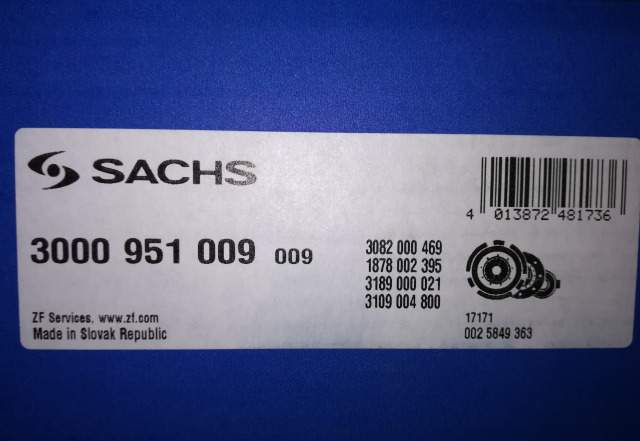 SACHS
4 013872 481736
3000 951 009 009
3082 000 469
1878 002 395
3189 000 021
3109 004 800
ZF Services, www.zf.com
Made in Slovak Republic
17171
002 5849 363